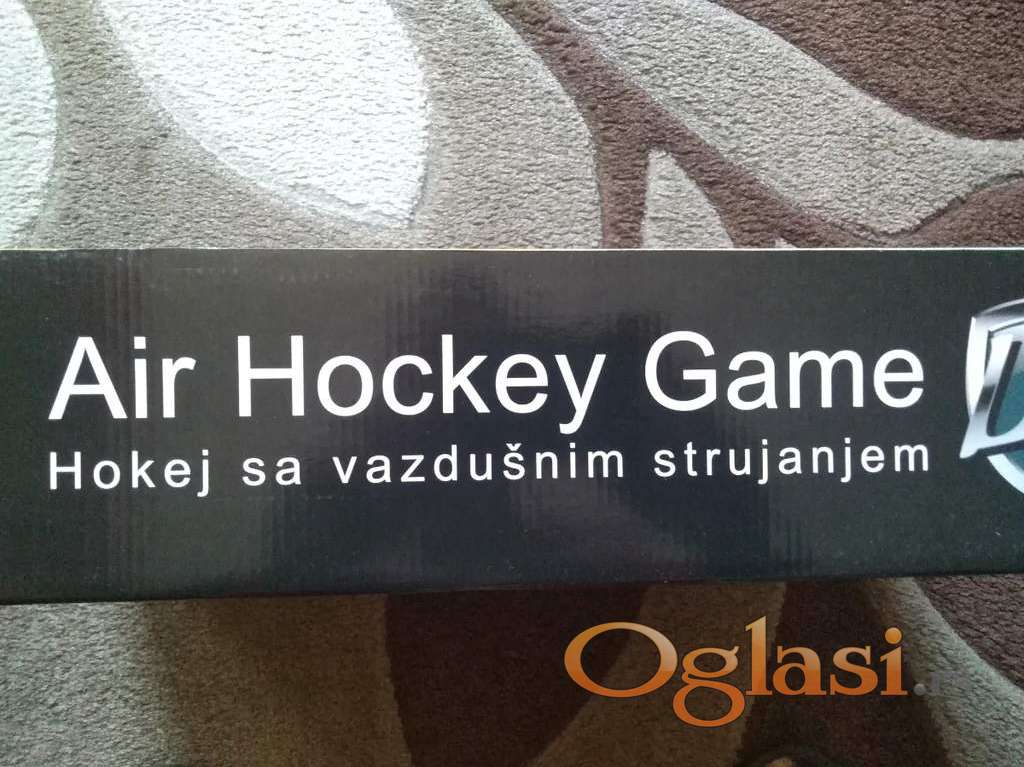 Air Hockey Game
Hokej sa vazdušnim strujanjem
Oglasi